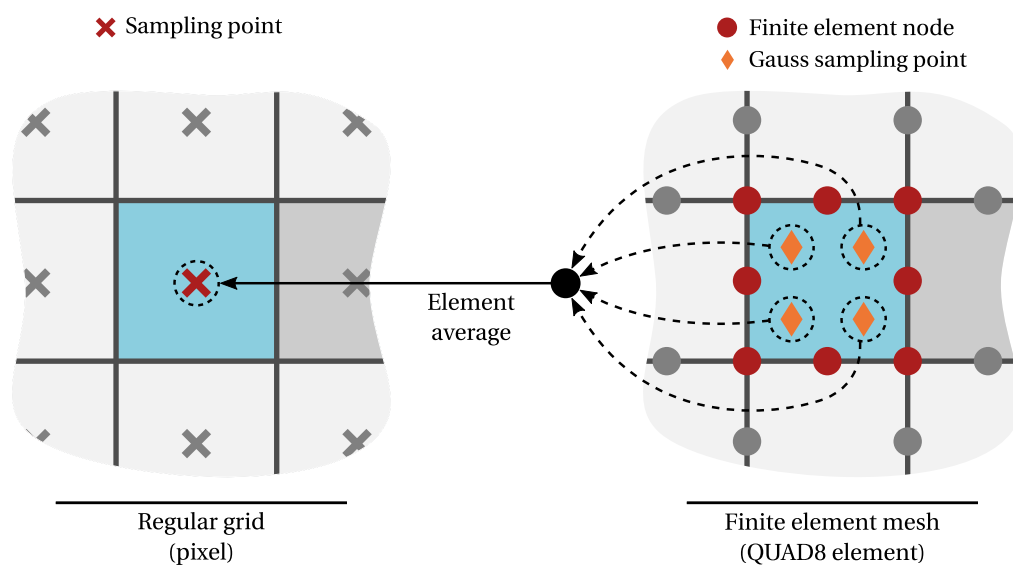 Sampling point
Finite element node
Gauss sampling point
Element
average
Regular grid
(pixel)
Finite element mesh
(QUAD8 element)